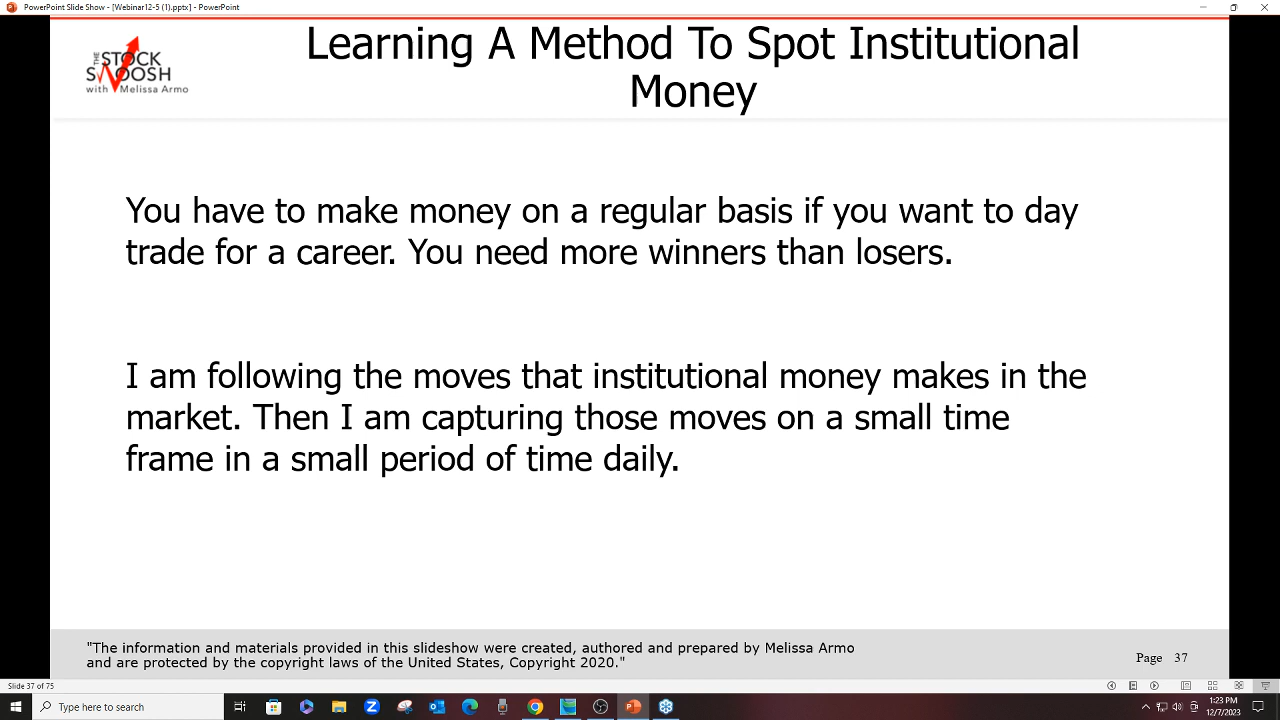 PowerPoint Slide Show - [Webinar12-5 (1).pptx] - PowerPoint
THE
STOCK
SWOOSH
with Melissa Armo
Learning A Method To Spot Institutional
Money
You have to make money on a regular basis if you want to day
trade for a career. You need more winners than losers.
I am following the moves that institutional money makes in the
market. Then I am capturing those moves on a small time
frame in a small period of time daily.
"The information and materials provided in this slideshow were created, authored and prepared by Melissa Armo
and are protected by the copyright laws of the United States, Copyright 2020."
Page 37
Slide 37 of 75
Type here to search
1:23 PM
12/7/2023